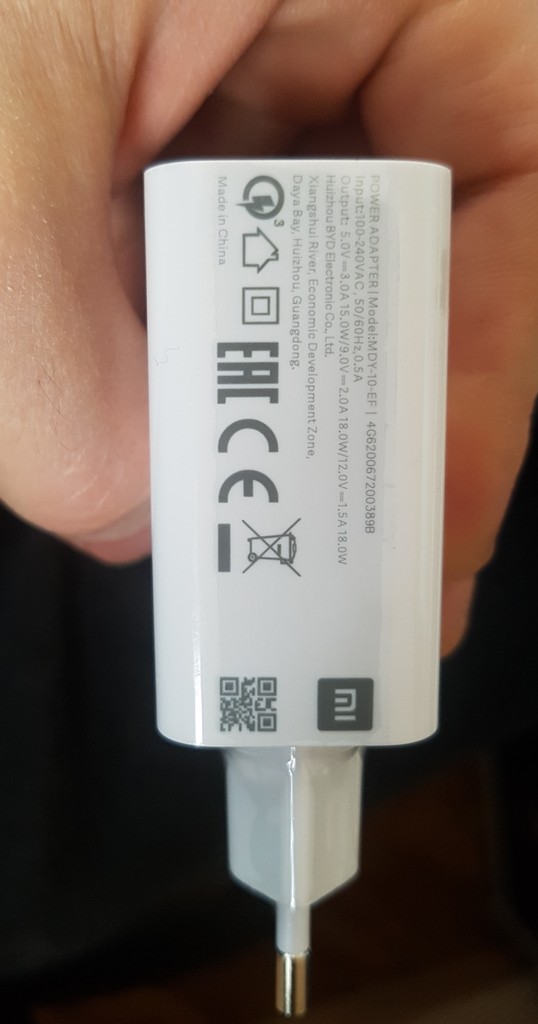 POWER ADAPTER | Model:MDY-10-EF | 4G620067200389B
Input:100-240VAC, 50/60Hz,0.5A
Output: 5.0V⎓3.0A 15.0W/9.0V⎓2.0A 18.0W/12.0V⎓1.5A 18.0W
Huizhou BYD Electronic Co., Ltd.
Xiangshui River, Economic Development Zone,
Daya Bay, Huizhou, Guangdong.
3
EAC CE
Made in China
MI